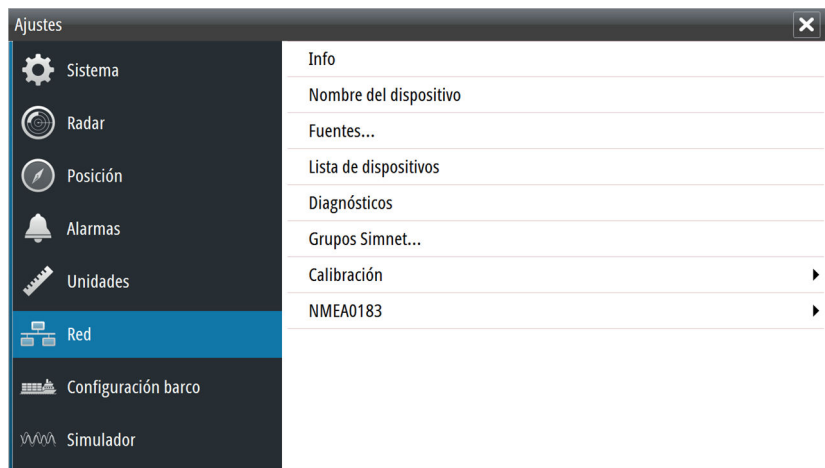 Ajustes
Sistema
Radar
Posición
Alarmas
Unidades
Red
Configuración barco
Simulador
Info
Nombre del dispositivo
Fuentes...
Lista de dispositivos
Diagnósticos
Grupos Simnet...
Calibración
NMEA0183